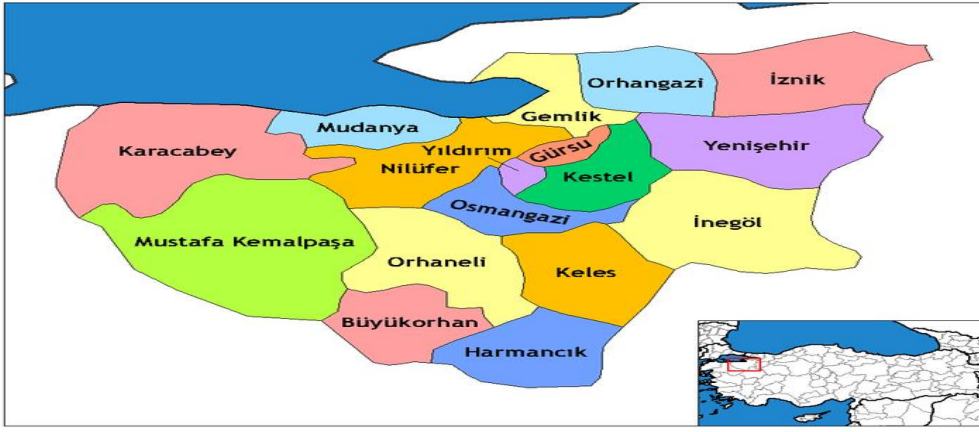 Orhangazi
İznik
Gemlik
Mudanya
Karacabey
Yıldırım
Gürsu
Yenişehir
Nilüfer
Kestel
Osmangazi
İnegöl
Mustafa Kemalpaşa
Orhaneli
Keles
Büyükorhan
Harmancık